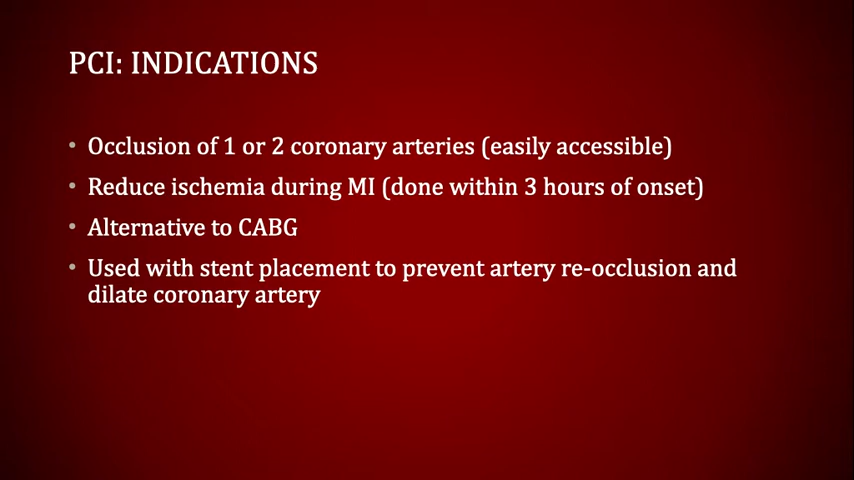 PCI: INDICATIONS
• Occlusion of 1 or 2 coronary arteries (easily accessible)
• Reduce ischemia during MI (done within 3 hours of onset)
• Alternative to CABG
• Used with stent placement to prevent artery re-occlusion and
dilate coronary artery